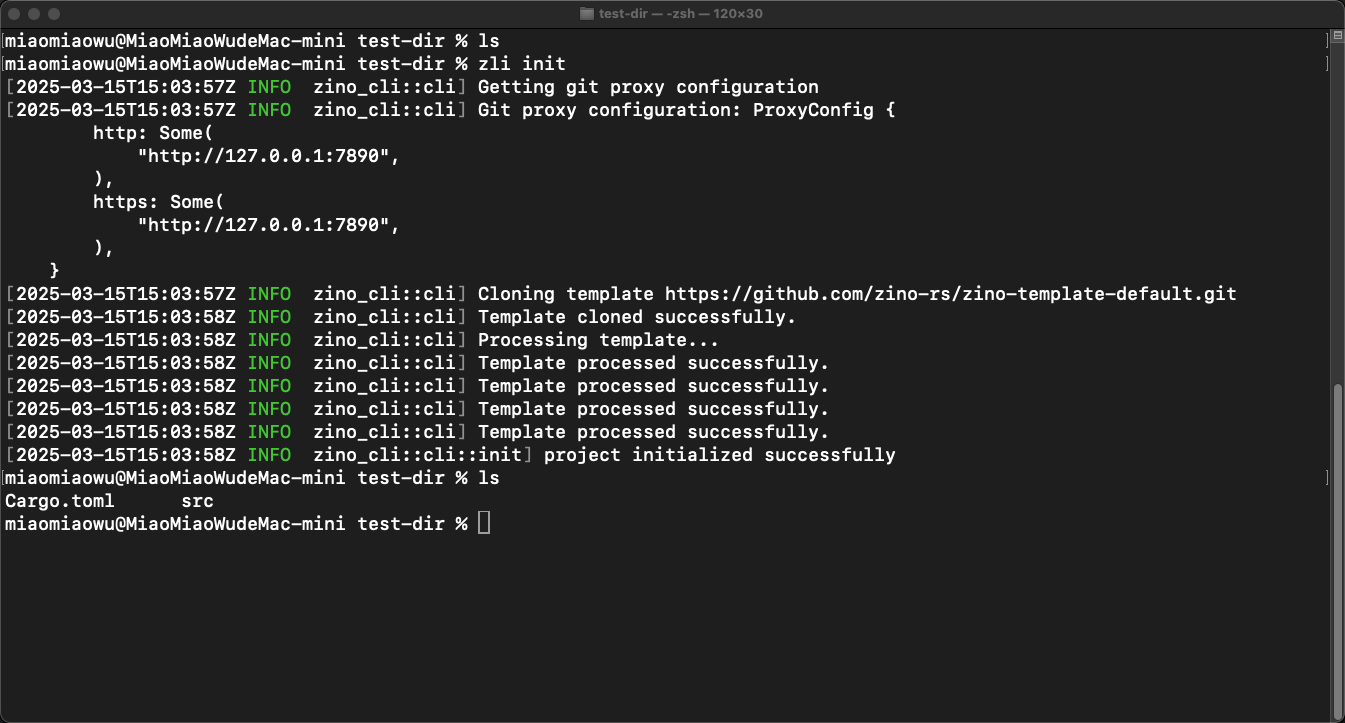 test-dir — -zsh — 120×30
[miaomiaowu@MiaoMiaoWudeMac-mini test-dir % ls ]
[miaomiaowu@MiaoMiaoWudeMac-mini test-dir % zli init ]
[2025-03-15T15:03:57Z INFO  zino_cli::cli] Getting git proxy configuration
[2025-03-15T15:03:57Z INFO  zino_cli::cli] Git proxy configuration: ProxyConfig {
        http: Some(
            "http://127.0.0.1:7890",
        ),
        https: Some(
            "http://127.0.0.1:7890",
        ),
    }
[2025-03-15T15:03:57Z INFO  zino_cli::cli] Cloning template https://github.com/zino-rs/zino-template-default.git
[2025-03-15T15:03:58Z INFO  zino_cli::cli] Template cloned successfully.
[2025-03-15T15:03:58Z INFO  zino_cli::cli] Processing template...
[2025-03-15T15:03:58Z INFO  zino_cli::cli] Template processed successfully.
[2025-03-15T15:03:58Z INFO  zino_cli::cli] Template processed successfully.
[2025-03-15T15:03:58Z INFO  zino_cli::cli] Template processed successfully.
[2025-03-15T15:03:58Z INFO  zino_cli::cli] Template processed successfully.
[2025-03-15T15:03:58Z INFO  zino_cli::cli::init] project initialized successfully
[miaomiaowu@MiaoMiaoWudeMac-mini test-dir % ls ]
Cargo.toml      src
miaomiaowu@MiaoMiaoWudeMac-mini test-dir %